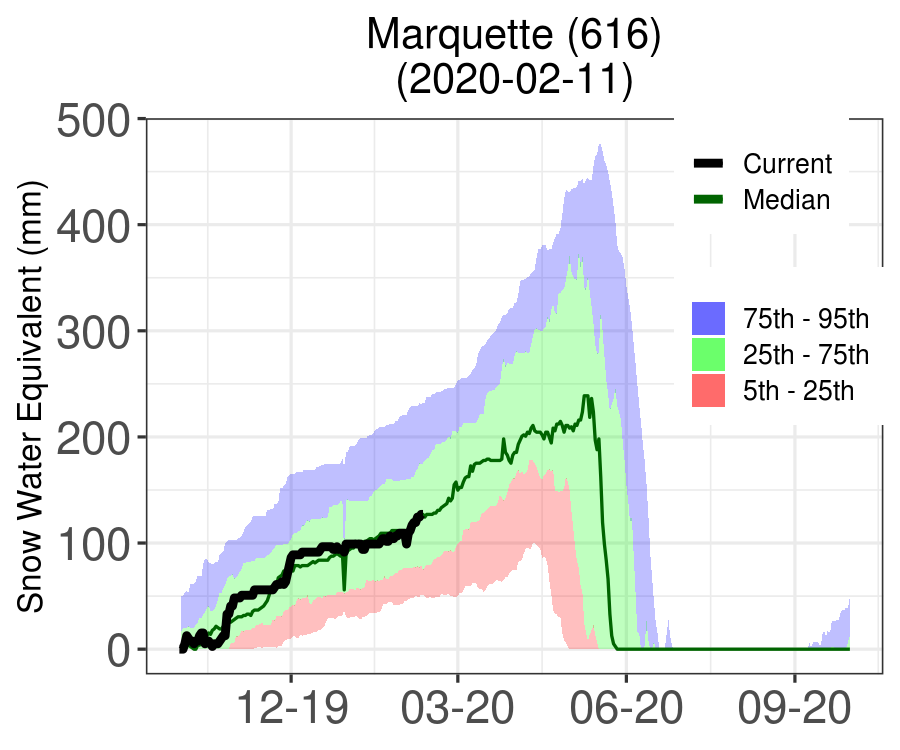 Marquette (616)
(2020-02-11)
Snow Water Equivalent (mm)
500
400
300
200
100
0
12-19
03-20
06-20
09-20
Current
Median
75th - 95th
25th - 75th
5th - 25th